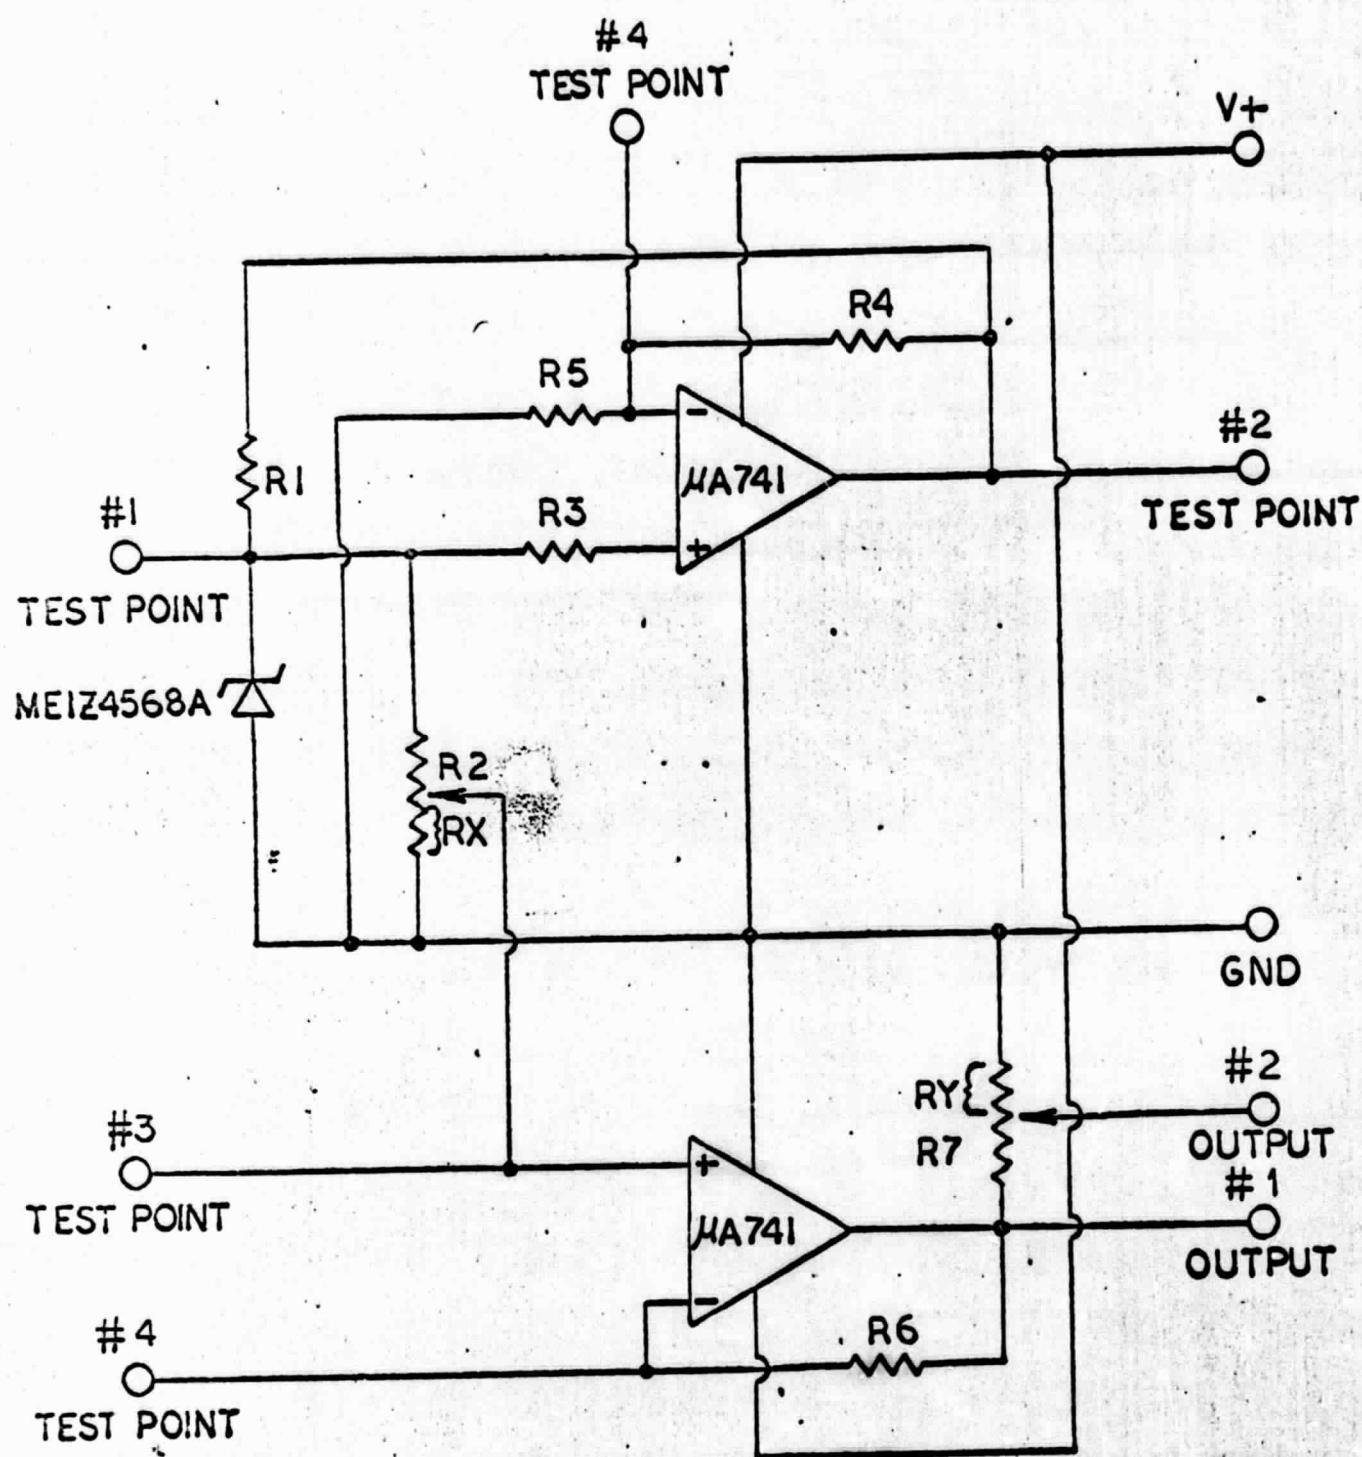 #4
TEST POINT
V+
R4
R5
#2
TEST POINT
-
μA741
R1
#1
R3
+
TEST POINT
ME1Z4568A
R2
RX
GND
#2
RY
OUTPUT
R7
#1
OUTPUT
#3
TEST POINT
+
μA741
-
R6
#4
TEST POINT